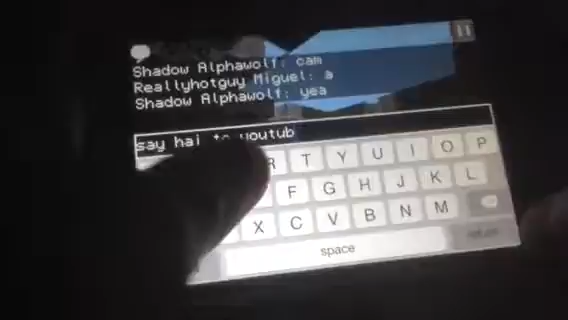 Shadow Alphawolf: cam
Reallyhotguy Miguel: a
Shadow Alphawolf: yea
say hai to youtub
R T Y U I O P
F G H J K L
X C V B N M
space